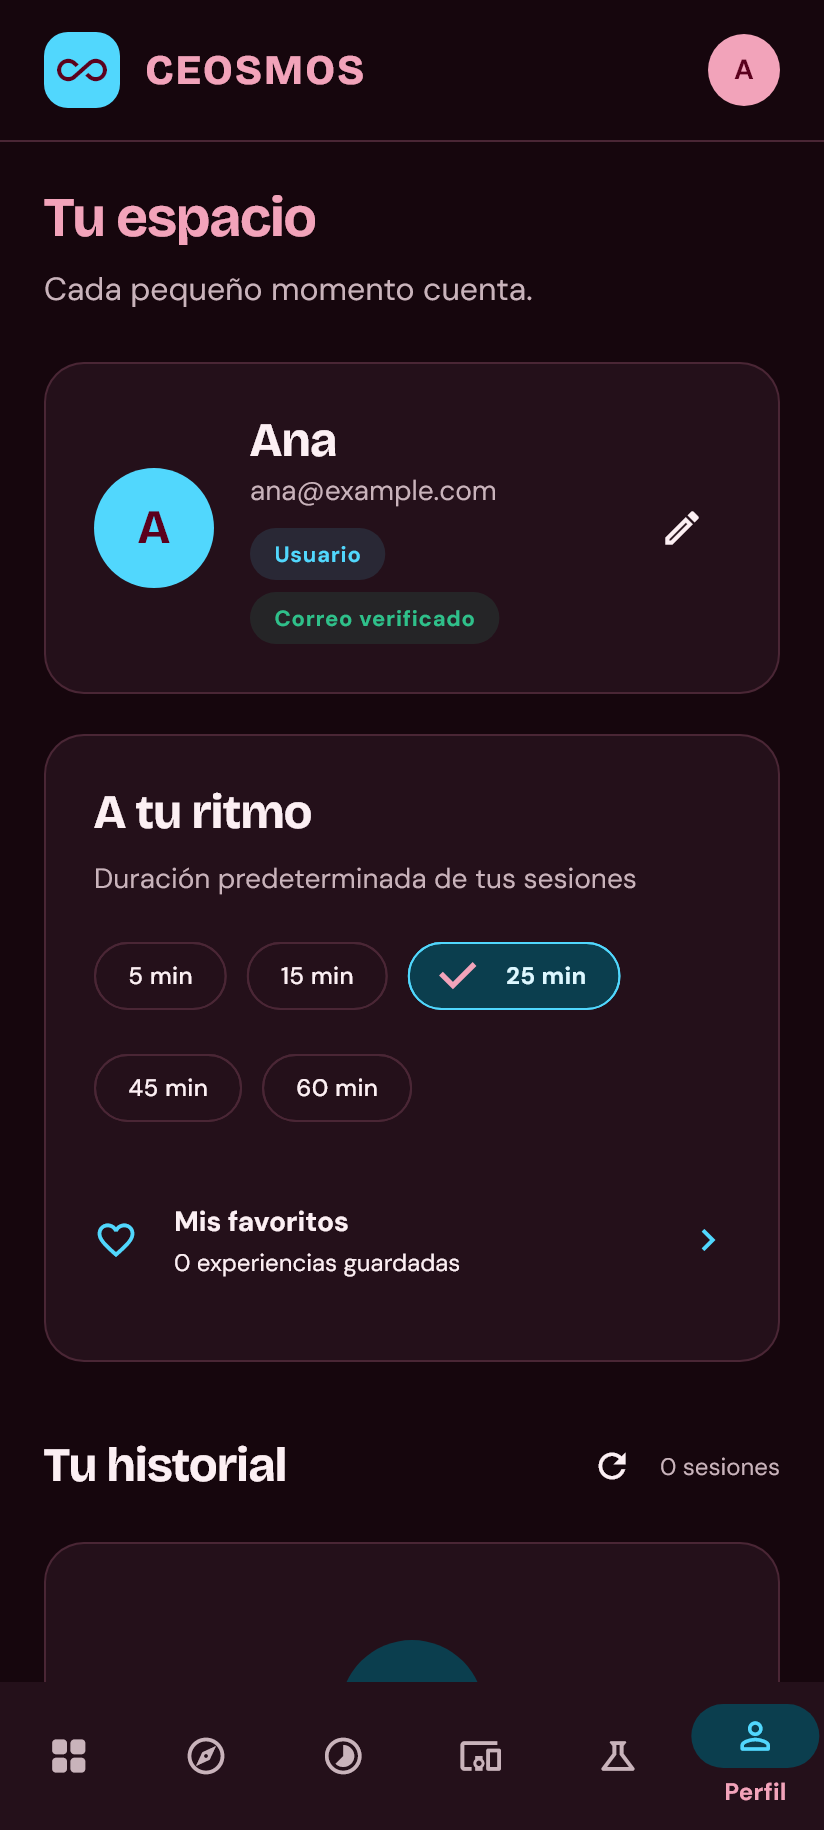 CEOSMOS
A
Tu espacio
Cada pequeño momento cuenta.
A
Ana
ana@example.com
Usuario
Correo verificado
A tu ritmo
Duración predeterminada de tus sesiones
5 min
15 min
25 min
45 min
60 min
Mis favoritos
0 experiencias guardadas
Tu historial
0 sesiones
Perfil